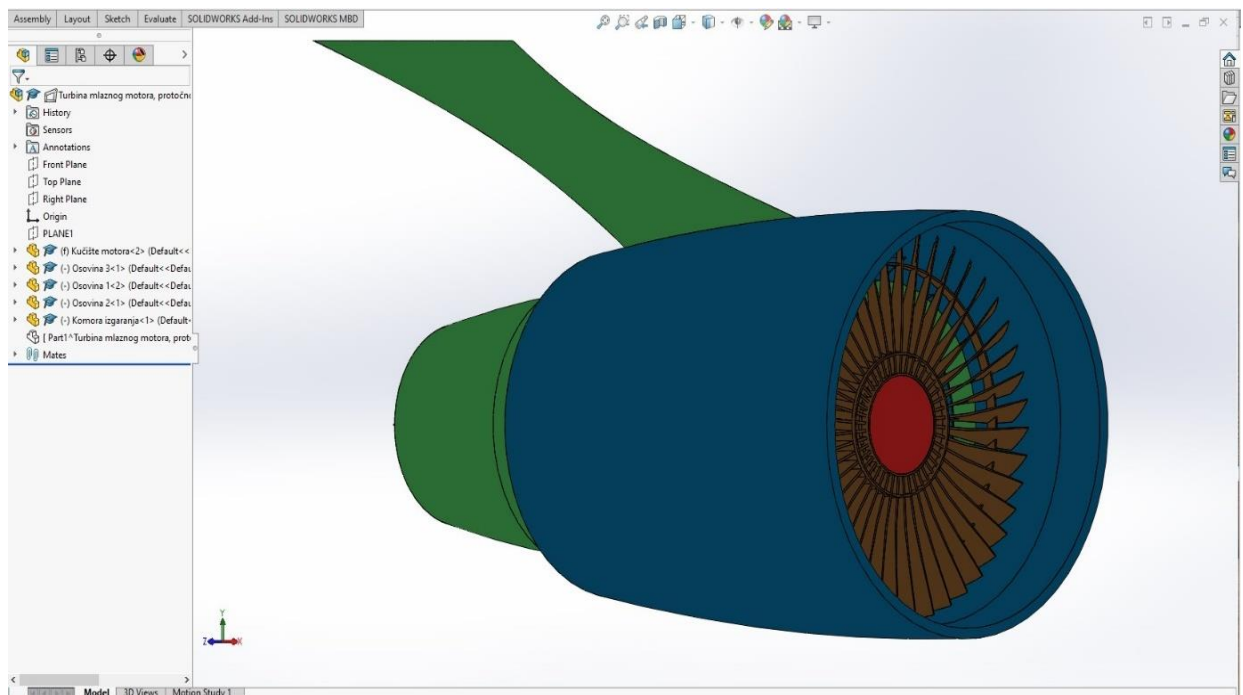 Assembly Layout Sketch Evaluate SOLIDWORKS Add-Ins SOLIDWORKS MBD
Turbina mlaznog motora, protočno
History
Sensors
Annotations
Front Plane
Top Plane
Right Plane
Origin
PLANE1
(f) Kučište motora<2> (Default<<
(-) Osovina 3<1> (Default<<Defau
(-) Osovina 1<2> (Default<<Defau
(-) Osovina 2<1> (Default<<Defau
(-) Komora izgaranja<1> (Default<
[ Part1^Turbina mlaznog motora, proto
Mates
Y
Z X
Model 3D Views Motion Study 1